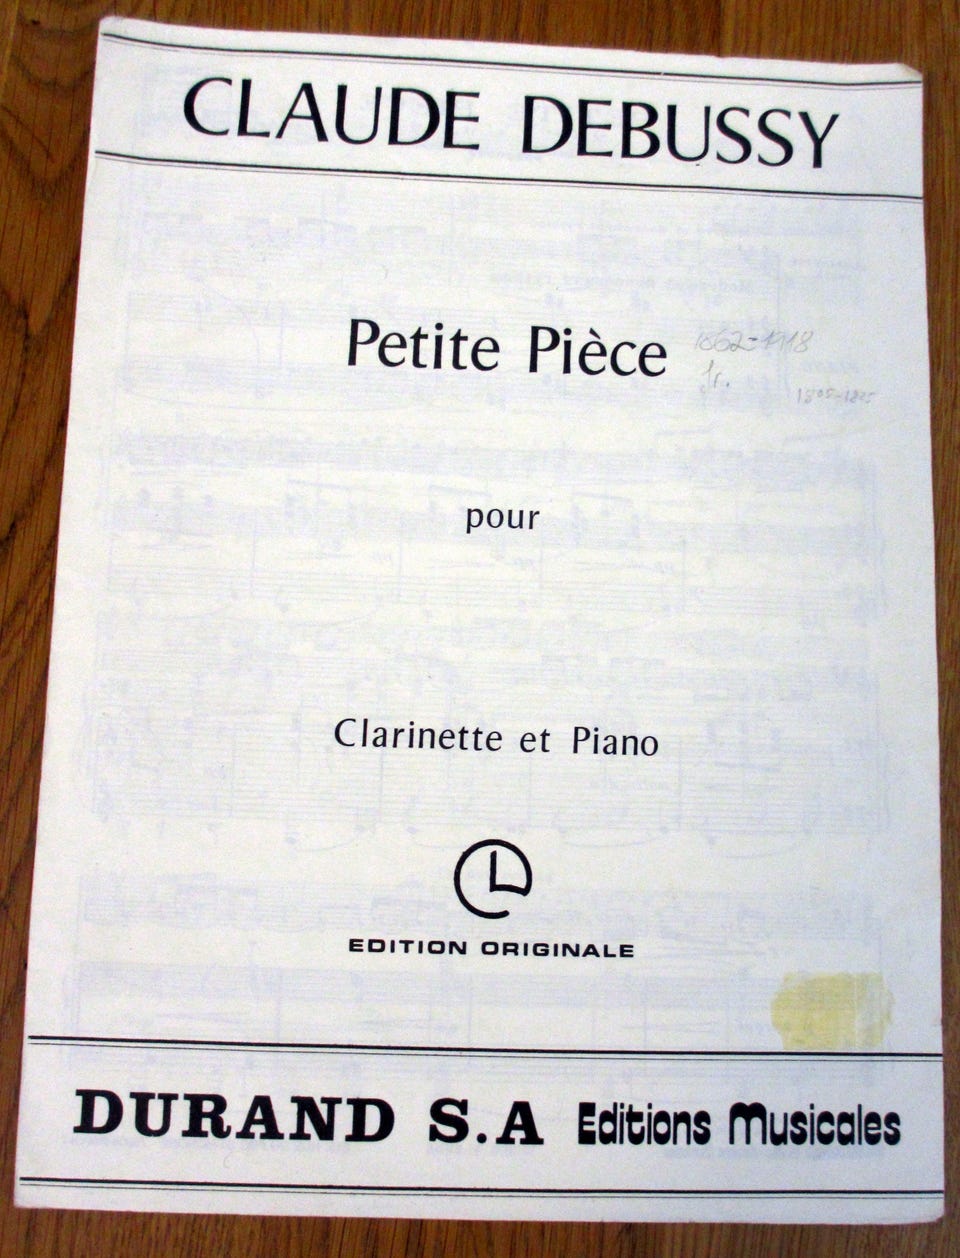 CLAUDE DEBUSSY
Petite Pièce
1862-1918
fr.
pour
Clarinette et Piano
EDITION ORIGINALE
DURAND S.A Editions Musicales